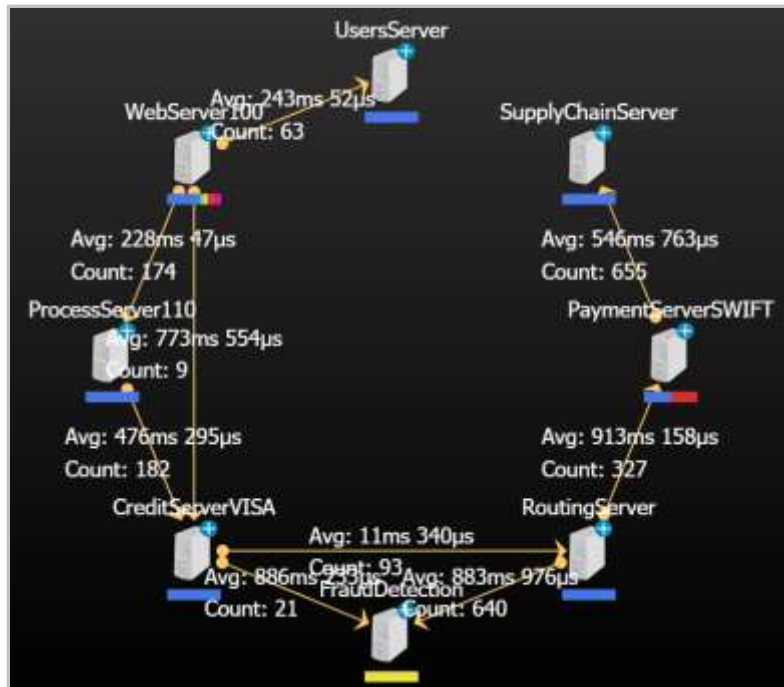 UsersServer
Avg: 243ms 52µs
WebServer100
Count: 63
SupplyChainServer
Avg: 228ms 47µs
Count: 174
Avg: 546ms 763µs
Count: 655
ProcessServer110
PaymentServerSWIFT
Avg: 773ms 554µs
Count: 9
Avg: 476ms 295µs
Count: 182
Avg: 913ms 158µs
Count: 327
CreditServerVISA
RoutingServer
Avg: 11ms 340µs
Count: 93
Avg: 886ms 233µs
Count: 21
Avg: 883ms 976µs
Count: 640
FraudDetection